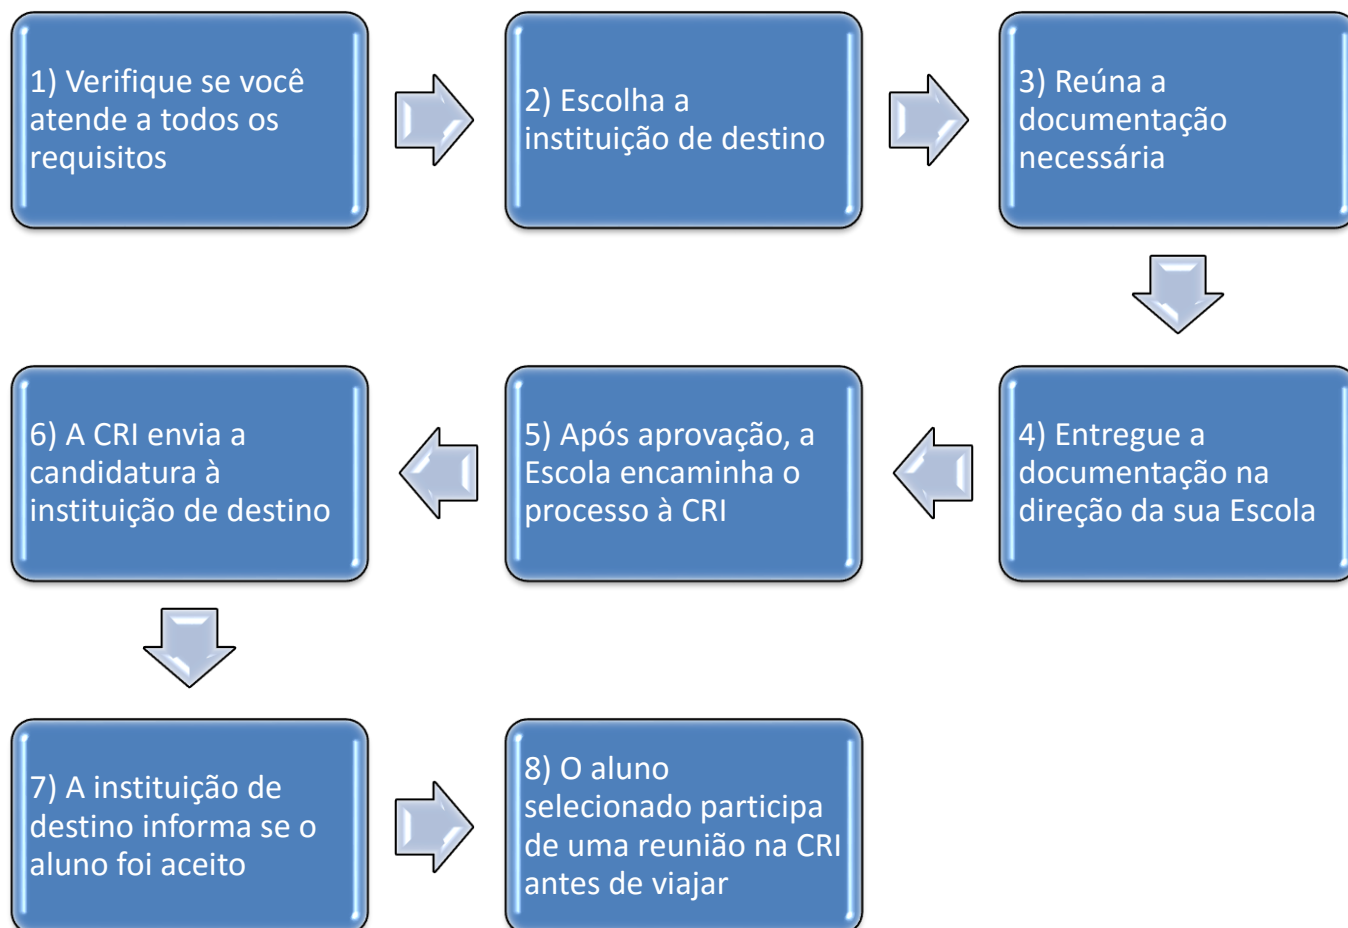 1) Verifique se você
atende a todos os
requisitos
2) Escolha a
instituição de destino
3) Reúna a
documentação
necessária
4) Entregue a
documentação na
direção da sua Escola
5) Após aprovação, a
Escola encaminha o
processo à CRI
6) A CRI envia a
candidatura à
instituição de destino
7) A instituição de
destino informa se o
aluno foi aceito
8) O aluno
selecionado participa
de uma reunião na CRI
antes de viajar